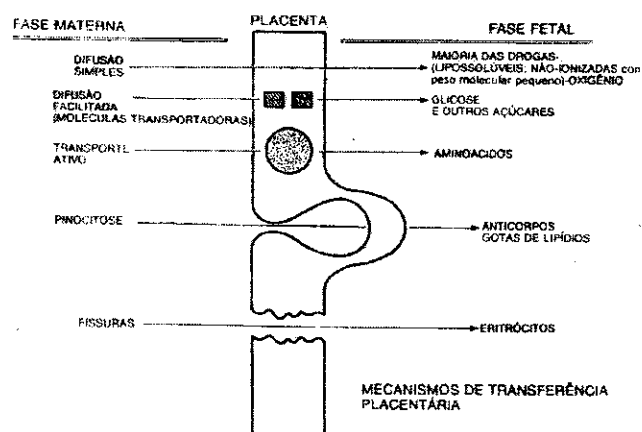 FASE MATERNA
PLACENTA
FASE FETAL
DIFUSÃO
SIMPLES
MAIORIA DAS DROGAS-
(LIPOSSOLÚVEIS; NÃO-IONIZADAS com
peso molecular pequeno)-OXIGÊNIO
DIFUSÃO
FACILITADA
(MOLECULAS TRANSPORTADORAS)
GLICOSE
E OUTROS AÇÚCARES
TRANSPORTE
ATIVO
AMINOÁCIDOS
PINOCITOSE
ANTICORPOS
GOTAS DE LIPÍDIOS
FISSURAS
ERITRÓCITOS
MECANISMOS DE TRANSFERÊNCIA
PLACENTÁRIA